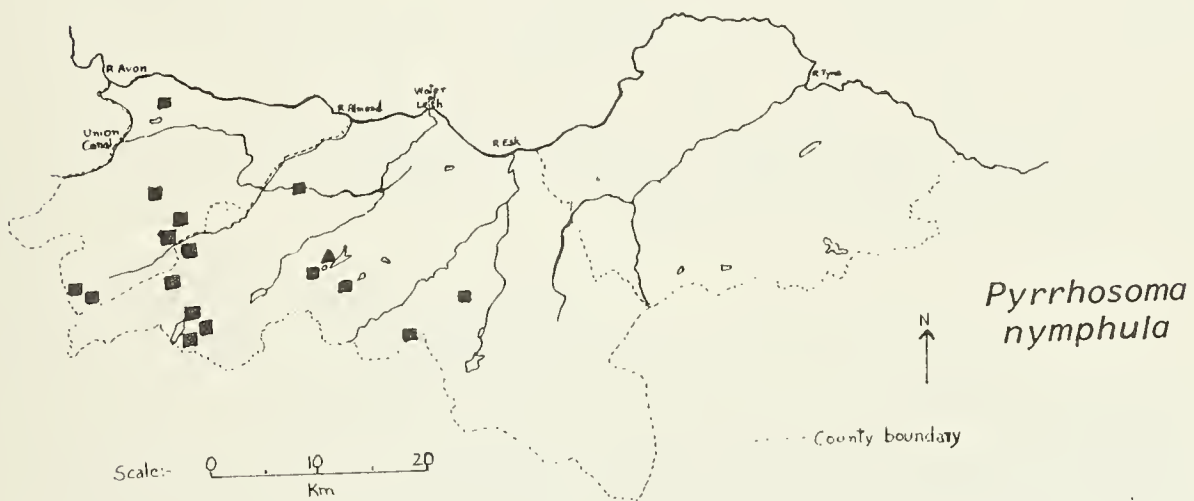 R Avon
Union
Canal
R Almond
Water
of
Leith
R Esk
R Tyne
Pyrrhosoma
nymphula
N
County boundary
Scale:- 0 10 20
Km